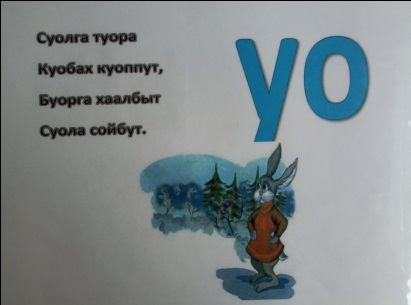 Суолга туора
Куобах куоппут,
Буорга хаалбыт
Суола сойбут.
уо